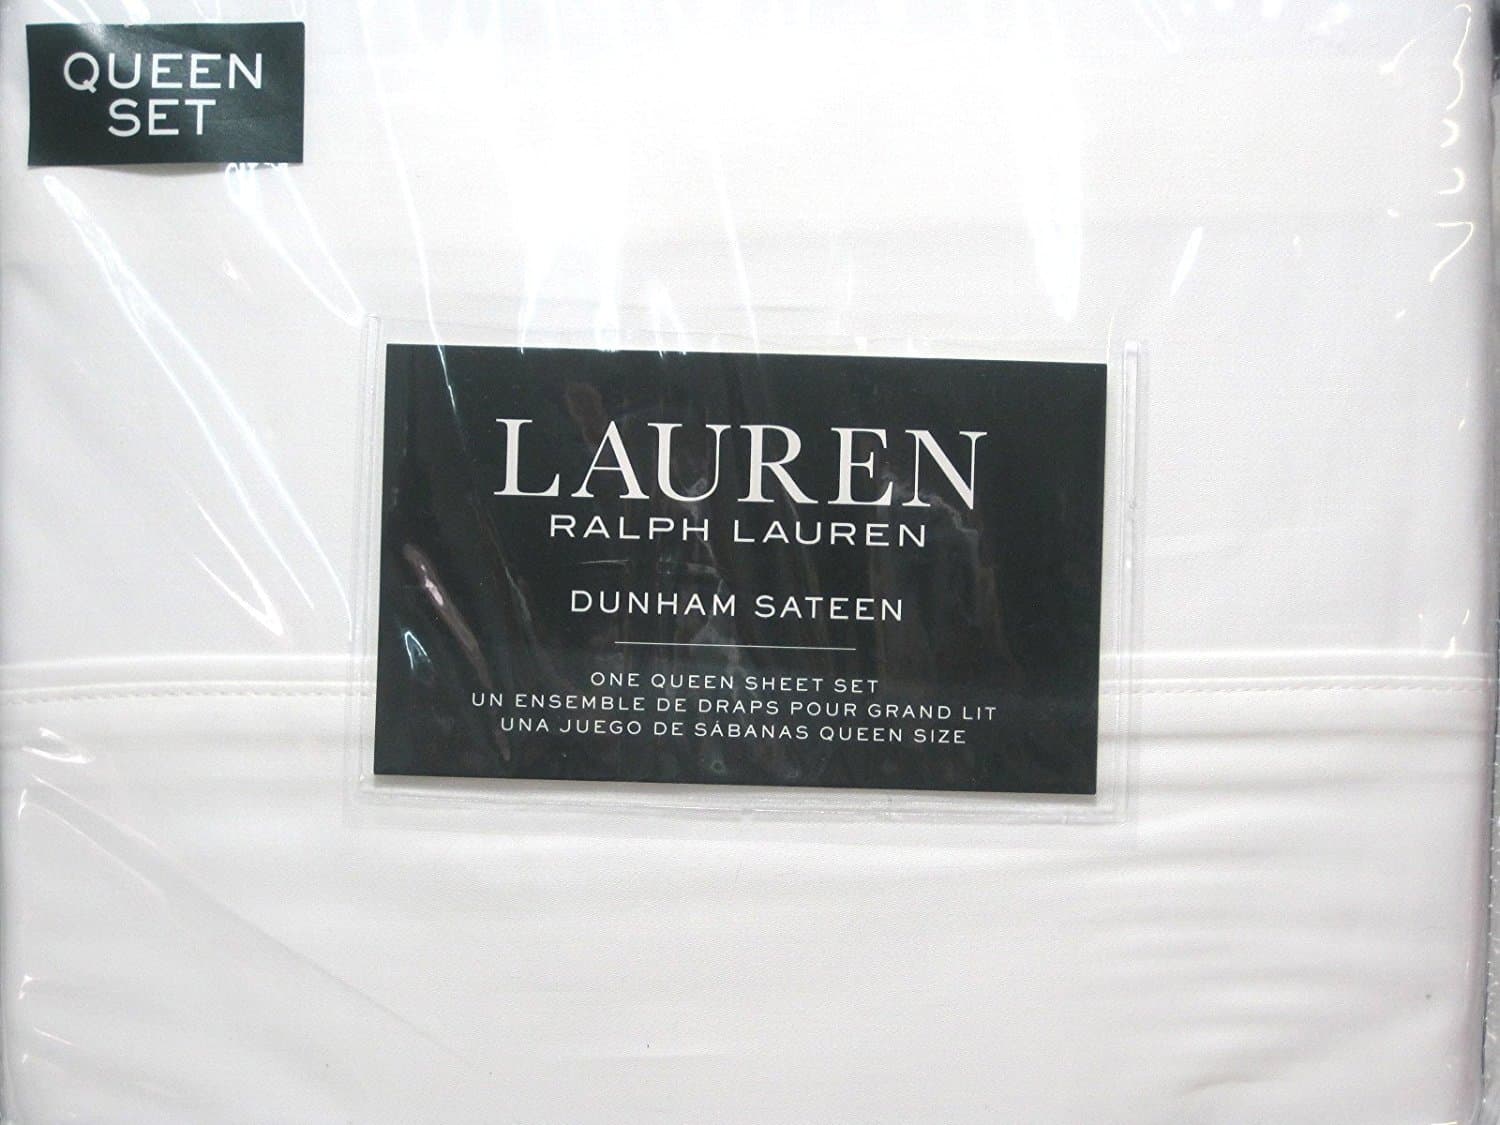 QUEEN
SET
LAUREN
RALPH LAUREN
DUNHAM SATEEN
ONE QUEEN SHEET SET
UN ENSEMBLE DE DRAPS POUR GRAND LIT
UNA JUEGO DE SÁBANAS QUEEN SIZE